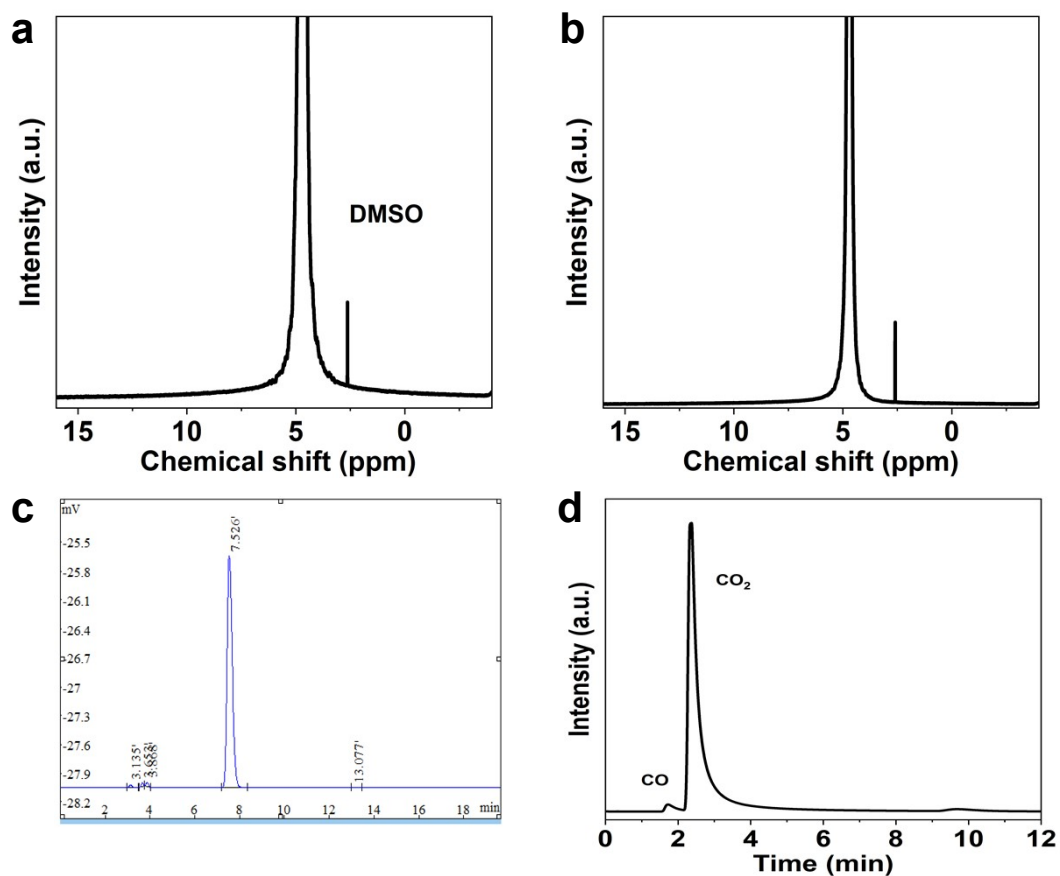 a
Intensity (a.u.)
DMSO
15 10 5 0
Chemical shift (ppm)
b
Intensity (a.u.)
15 10 5 0
Chemical shift (ppm)
c
mV
-25.5
-25.8
-26.1
-26.4
-26.7
-27
-27.3
-27.6
-27.9
-28.2
3.135'
3.868'
7.526'
13.077'
2 4 6 8 10 12 14 16 18 min
d
Intensity (a.u.)
CO
CO₂
0 2 4 6 8 10 12
Time (min)